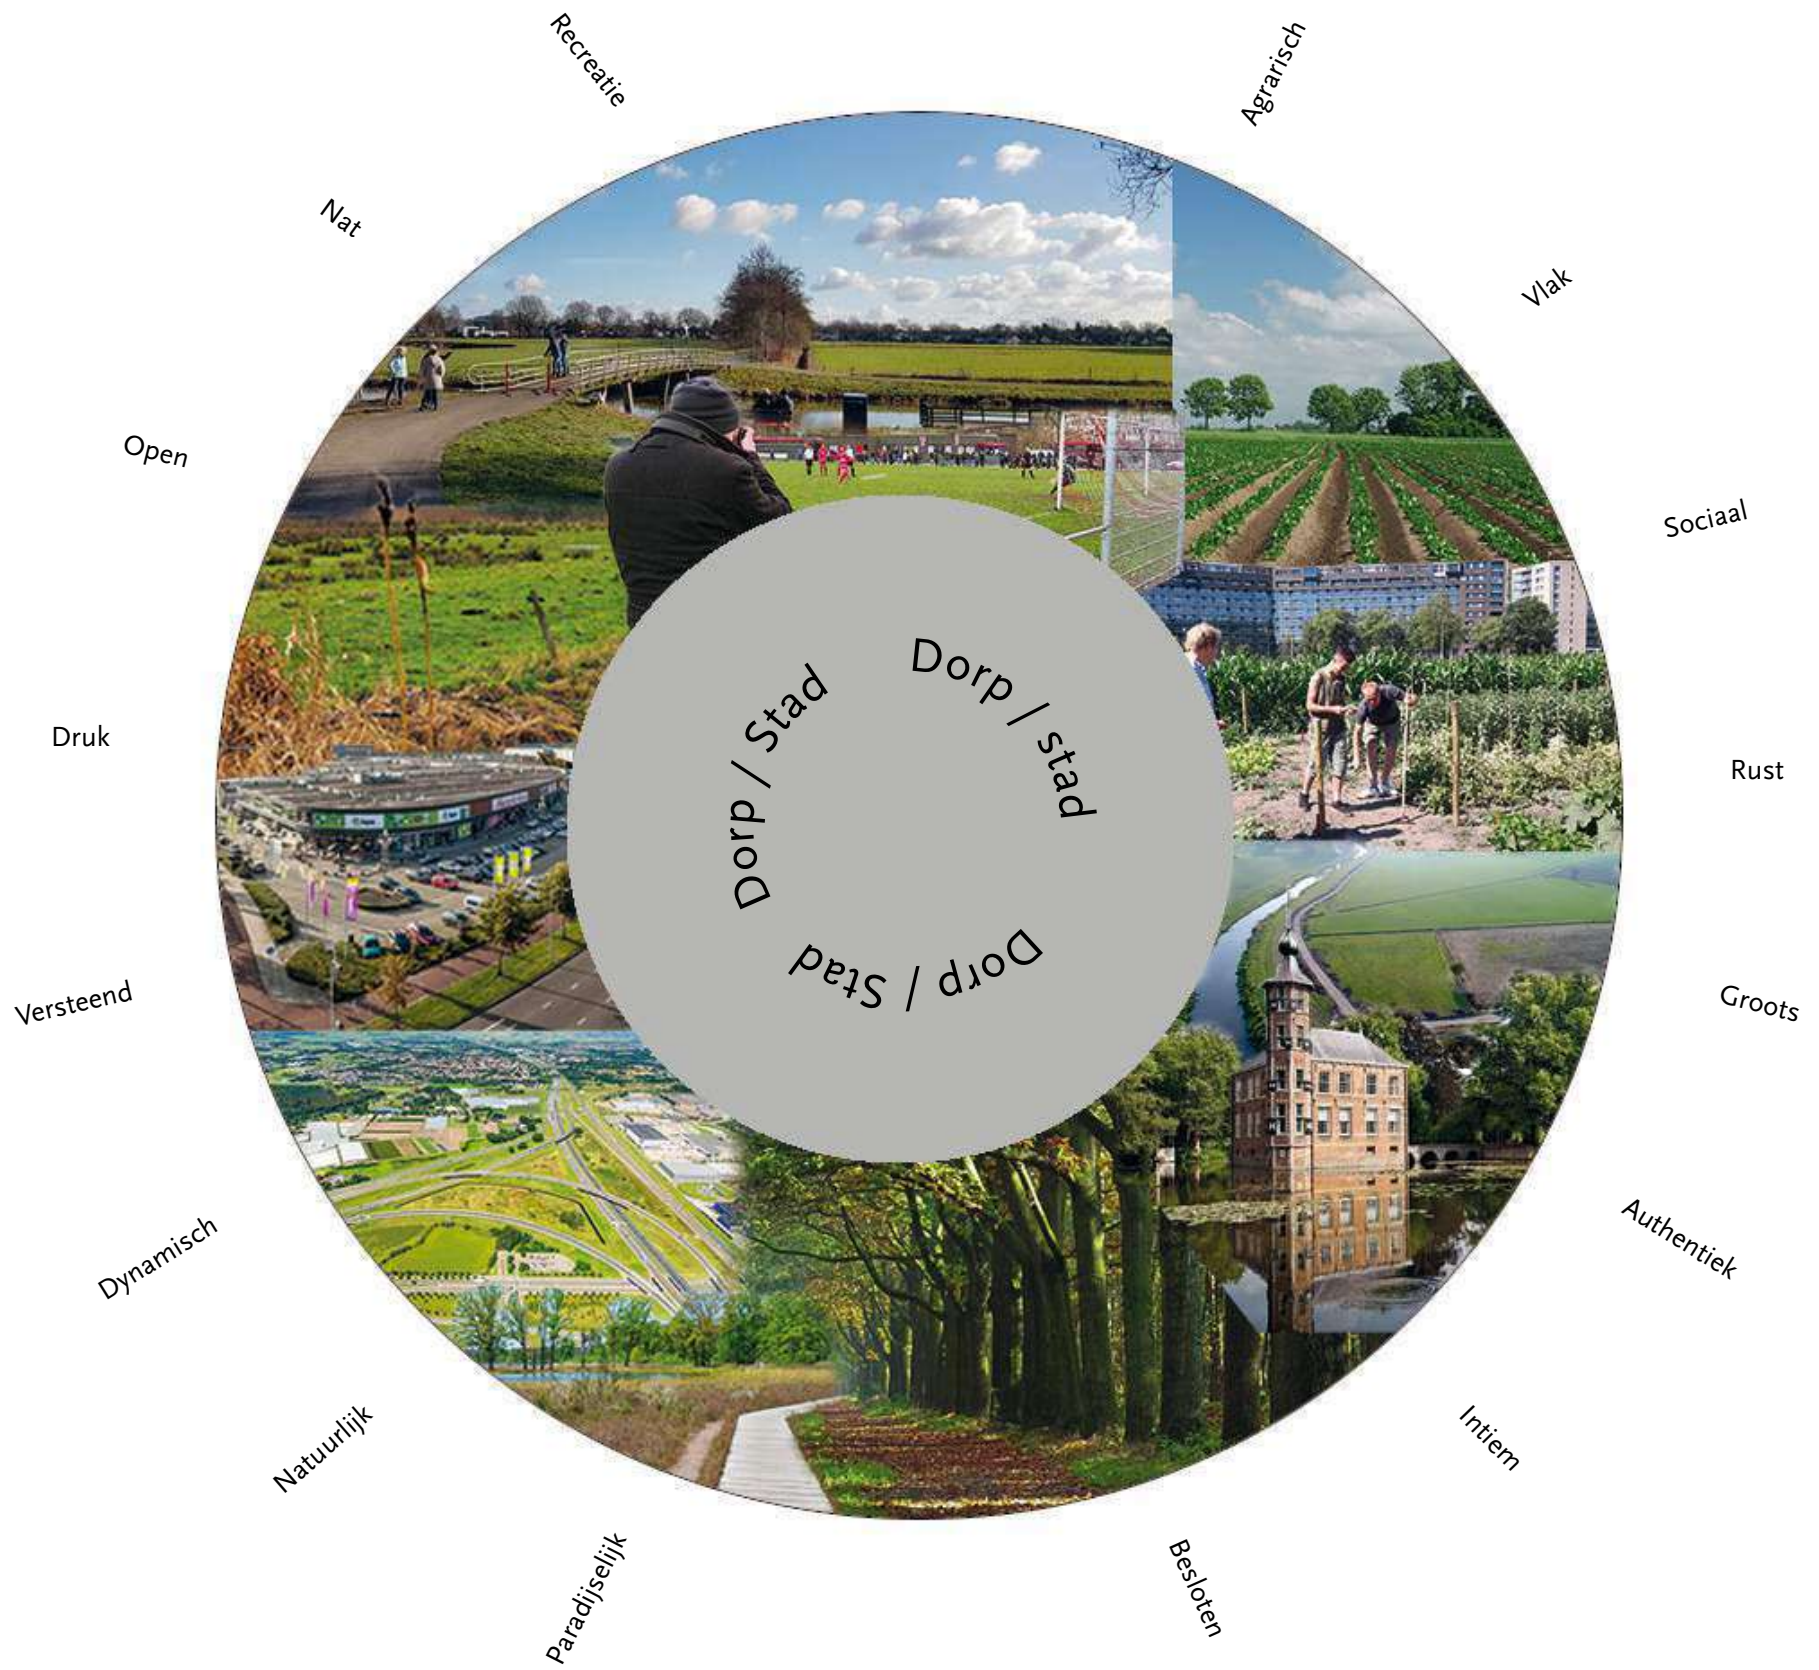 Recreatie
Agrarisch
Vlak
Sociaal
Rust
Groots
Authentiek
Intiem
Besloten
Paradijselijk
Natuurlijk
Dynamisch
Versteend
Druk
Open
Nat
Dorp / stad
Dorp / Stad
Dorp / Stad